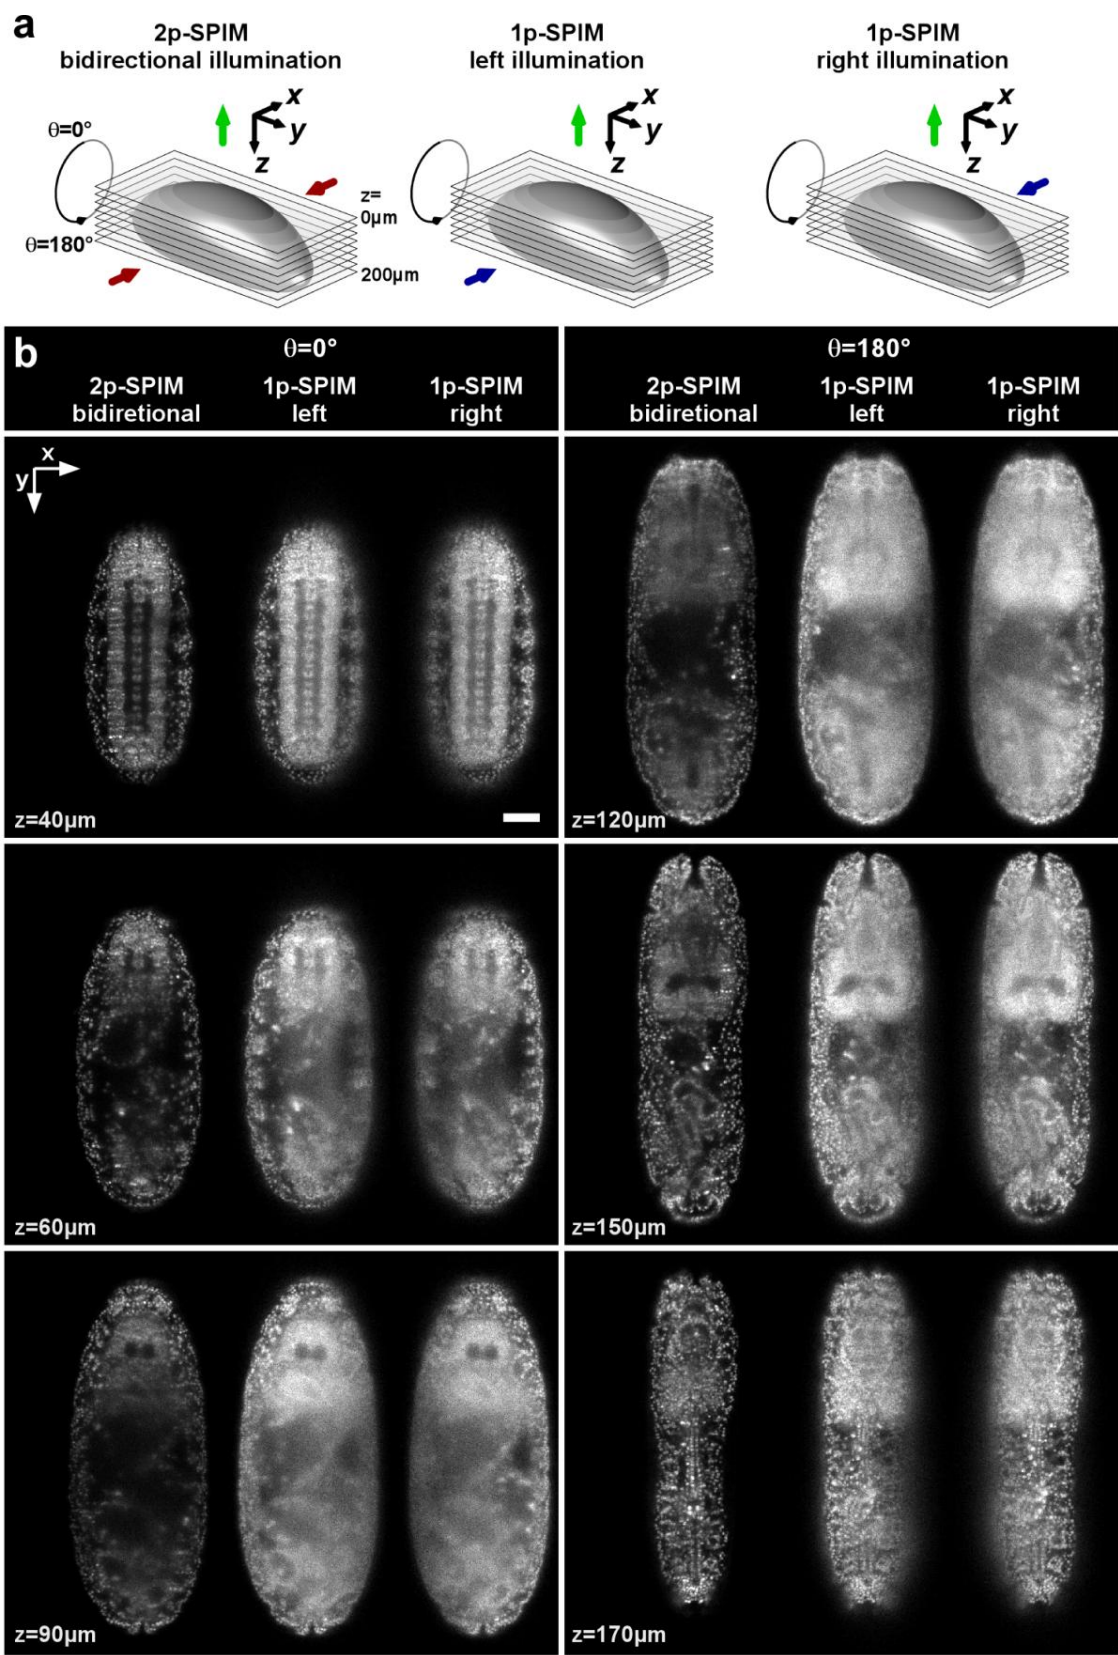 a
2p-SPIM
bidirectional illumination
1p-SPIM
left illumination
1p-SPIM
right illumination
θ=0°
x
y
z
z=
0µm
θ=180°
200µm
x
y
z
x
y
z
b
θ=0°
2p-SPIM
bidiretional
1p-SPIM
left
1p-SPIM
right
θ=180°
2p-SPIM
bidiretional
1p-SPIM
left
1p-SPIM
right
x
y
z=40µm
z=120µm
z=60µm
z=150µm
z=90µm
z=170µm